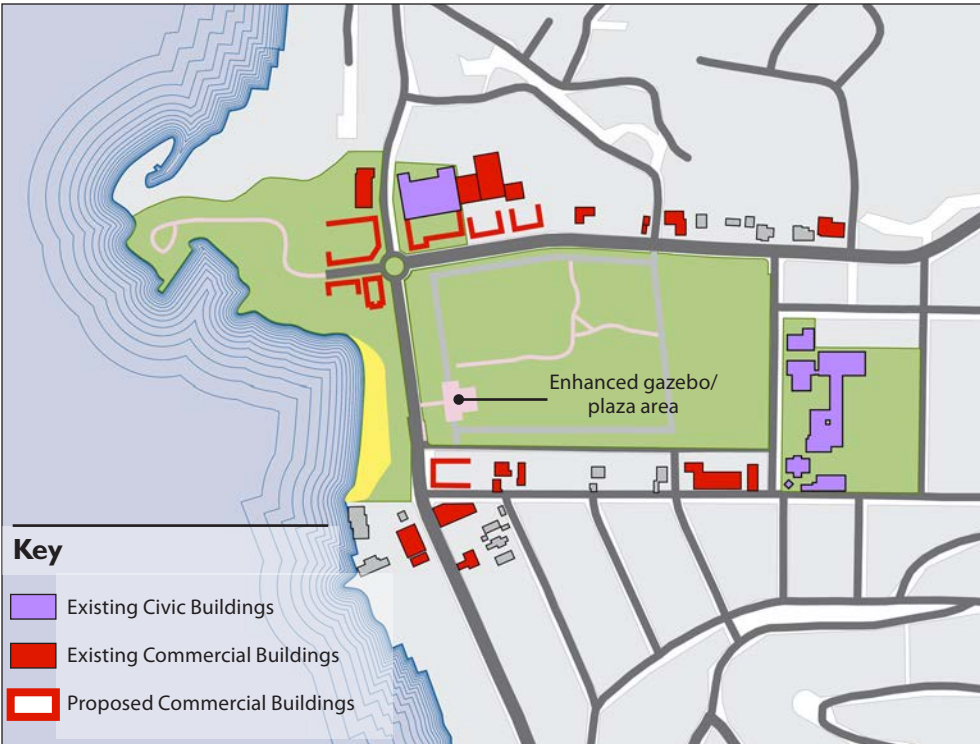 Enhanced gazebo/
plaza area
Key
Existing Civic Buildings
Existing Commercial Buildings
Proposed Commercial Buildings